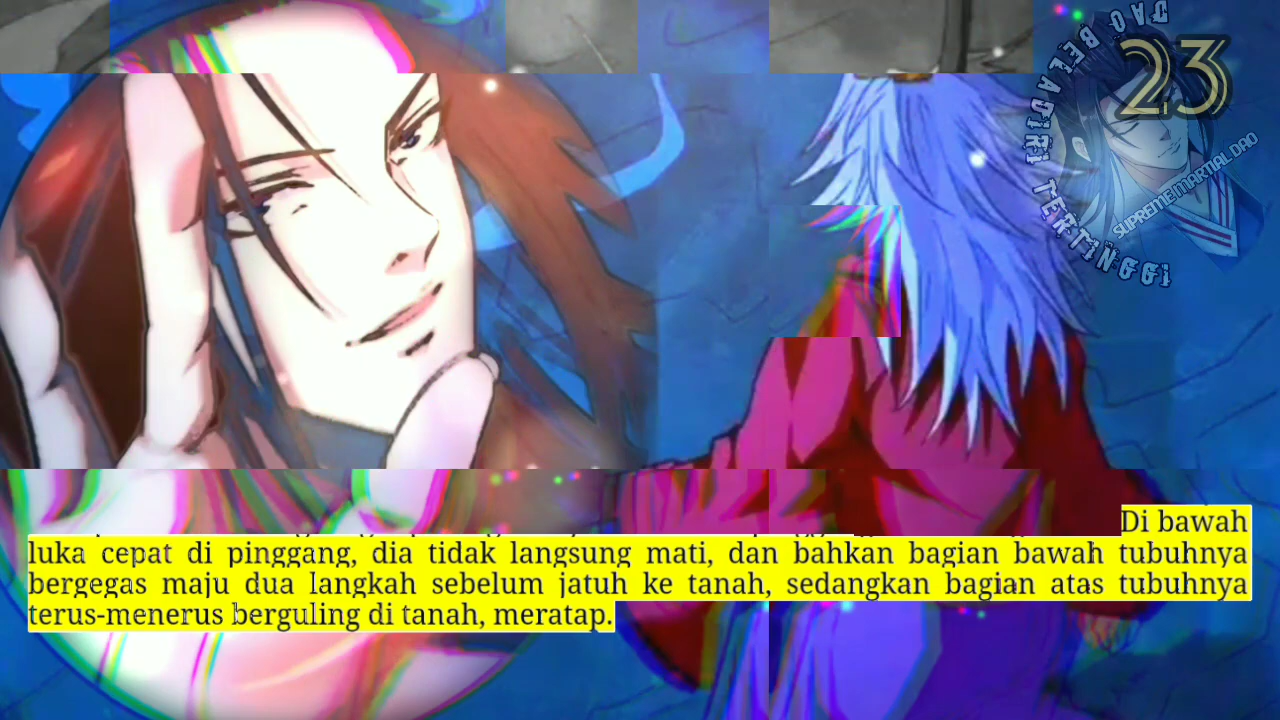 DAO BELADIRI TERTINGGI
23
SUPREME MARTIAL DAO
Di bawah
luka cepat di pinggang, dia tidak langsung mati, dan bahkan bagian bawah tubuhnya
bergegas maju dua langkah sebelum jatuh ke tanah, sedangkan bagian atas tubuhnya
terus-menerus berguling di tanah, meratap.